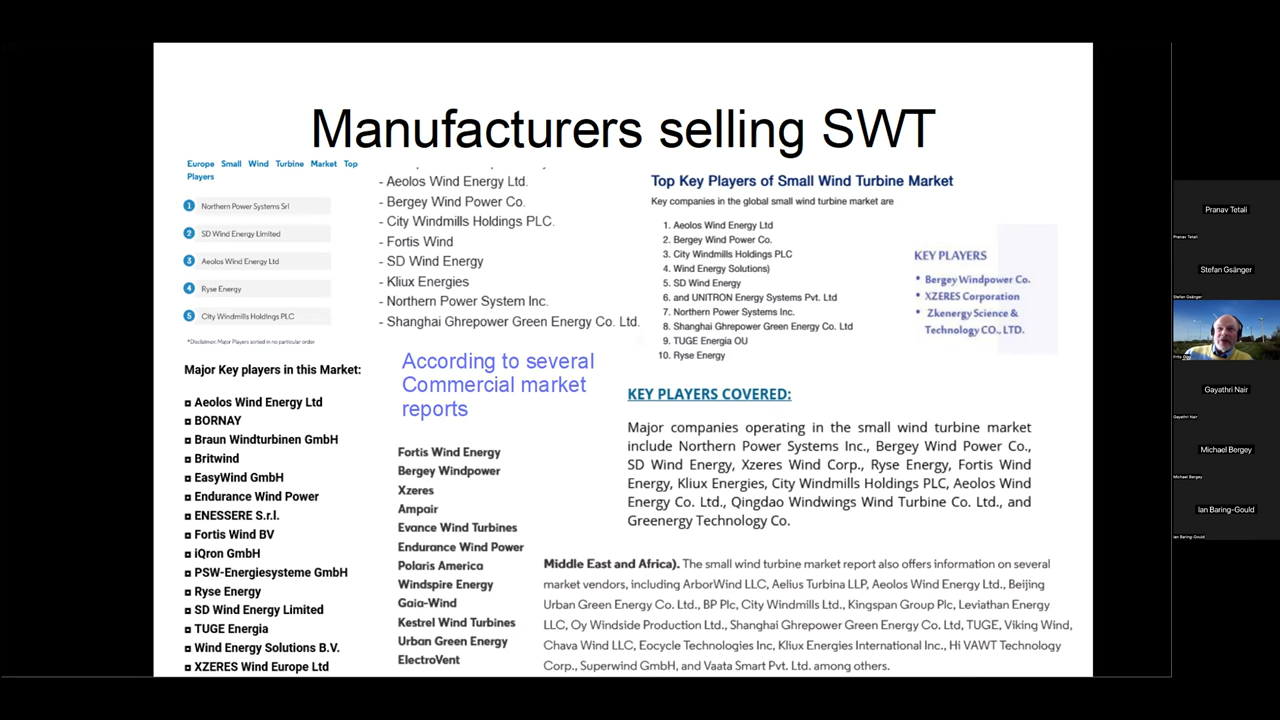 Manufacturers selling SWT
Europe Small Wind Turbine Market Top
Players
1 Northern Power Systems Srl
2 SD Wind Energy Limited
3 Aeolos Wind Energy Ltd
4 Ryse Energy
5 City Windmills Holdings PLC
*Disclaimer: Major Players sorted in no particular order
- Aeolos Wind Energy Ltd.
- Bergey Wind Power Co.
- City Windmills Holdings PLC.
- Fortis Wind
- SD Wind Energy
- Kliux Energies
- Northern Power System Inc.
- Shanghai Ghrepower Green Energy Co. Ltd.
Top Key Players of Small Wind Turbine Market
Key companies in the global small wind turbine market are
1. Aeolos Wind Energy Ltd
2. Bergey Wind Power Co.
3. City Windmills Holdings PLC
4. Wind Energy Solutions)
5. SD Wind Energy
6. and UNITRON Energy Systems Pvt. Ltd
7. Northern Power Systems Inc.
8. Shanghai Ghrepower Green Energy Co. Ltd
9. TUGE Energia OU
10. Ryse Energy
KEY PLAYERS
• Bergey Windpower Co.
• XZERES Corporation
• Zkenergy Science &
Technology CO., LTD.
Major Key players in this Market:
Aeolos Wind Energy Ltd
BORNAY
Braun Windturbinen GmbH
Britwind
EasyWind GmbH
Endurance Wind Power
ENESSERE S.r.l.
Fortis Wind BV
iQron GmbH
PSW-Energiesysteme GmbH
Ryse Energy
SD Wind Energy Limited
TUGE Energia
Wind Energy Solutions B.V.
XZERES Wind Europe Ltd
According to several
Commercial market
reports
Fortis Wind Energy
Bergey Windpower
Xzeres
Ampair
Evance Wind Turbines
Endurance Wind Power
Polaris America
Windspire Energy
Gaia-Wind
Kestrel Wind Turbines
Urban Green Energy
ElectroVent
KEY PLAYERS COVERED:
Major companies operating in the small wind turbine market
include Northern Power Systems Inc., Bergey Wind Power Co.,
SD Wind Energy, Xzeres Wind Corp., Ryse Energy, Fortis Wind
Energy, Kliux Energies, City Windmills Holdings PLC, Aeolos Wind
Energy Co. Ltd., Qingdao Windwings Wind Turbine Co. Ltd., and
Greenergy Technology Co.
Middle East and Africa). The small wind turbine market report also offers information on several
market vendors, including ArborWind LLC, Aelius Turbina LLP, Aeolos Wind Energy Ltd., Beijing
Urban Green Energy Co. Ltd., BP Plc, City Windmills Ltd., Kingspan Group Plc, Leviathan Energy
LLC, Oy Windside Production Ltd., Shanghai Ghrepower Green Energy Co. Ltd, TUGE, Viking Wind,
Chava Wind LLC, Eocycle Technologies Inc, Kliux Energies International Inc., Hi VAWT Technology
Corp., Superwind GmbH, and Vaata Smart Pvt. Ltd. among others.
Pranav Tetali
Pranav Tetali
Stefan Gsänger
Stefan Gsänger
Gayathri Nair
Gayathri Nair
Michael Bergey
Michael Bergey
Ian Baring-Gould
Ian Baring-Gould